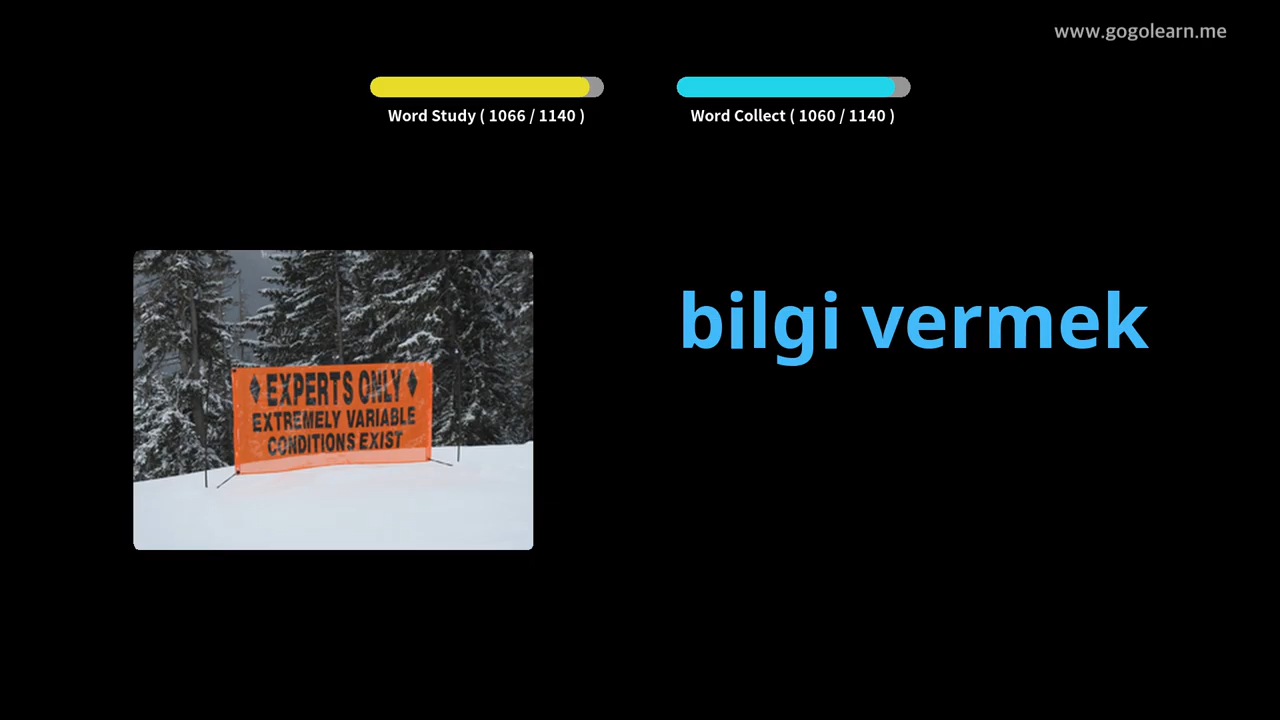 www.gogolearn.me
Word Study ( 1066 / 1140 )
Word Collect ( 1060 / 1140 )
EXPERTS ONLY
EXTREMELY VARIABLE
CONDITIONS EXIST
bilgi vermek